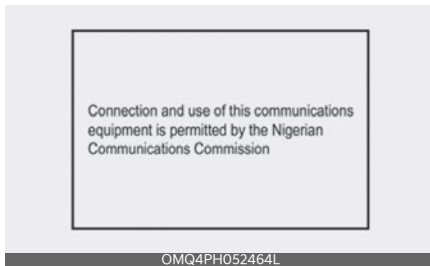 Connection and use of this communications
equipment is permitted by the Nigerian
Communications Commission
OMQ4PH052464L